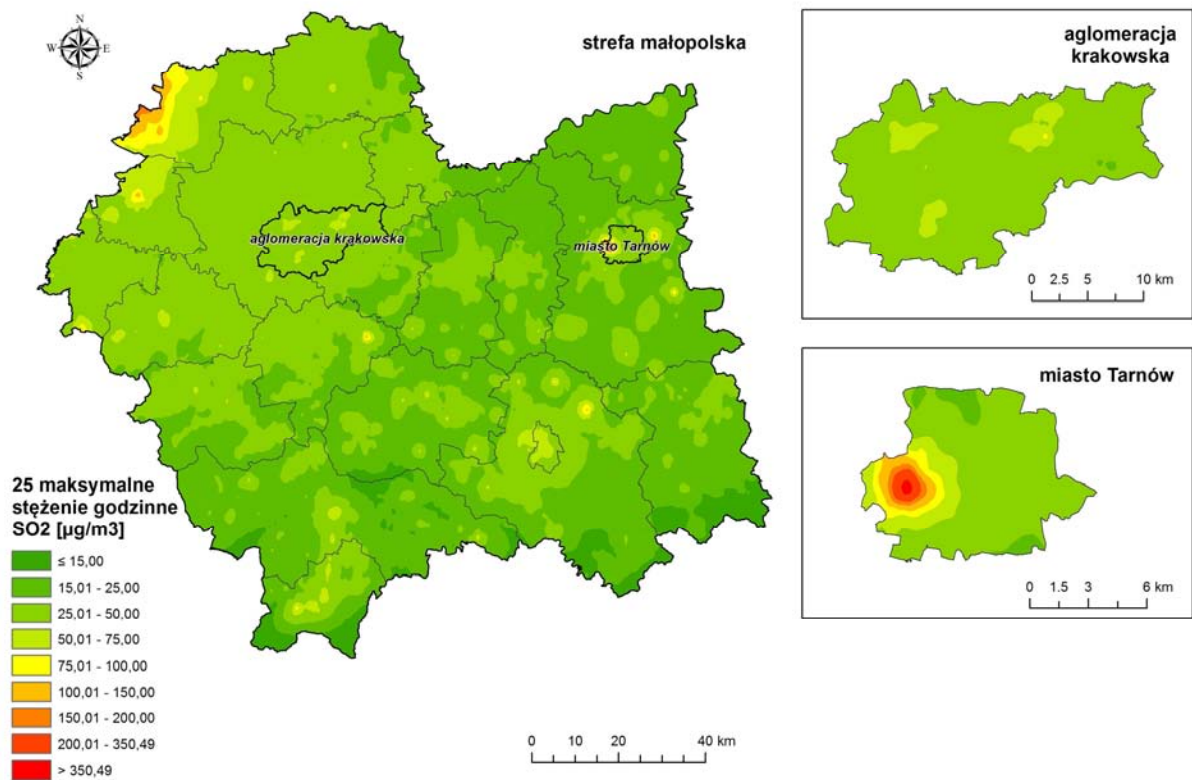 N
W E
S
strefa małopolska
aglomeracja krakowska
miasto Tarnów
25 maksymalne
stężenie godzinne
SO2 [µg/m3]
≤ 15,00
15,01 - 25,00
25,01 - 50,00
50,01 - 75,00
75,01 - 100,00
100,01 - 150,00
150,01 - 200,00
200,01 - 350,49
> 350,49
0 10 20 40 km
aglomeracja
krakowska
0 2.5 5 10 km
miasto Tarnów
0 1.5 3 6 km